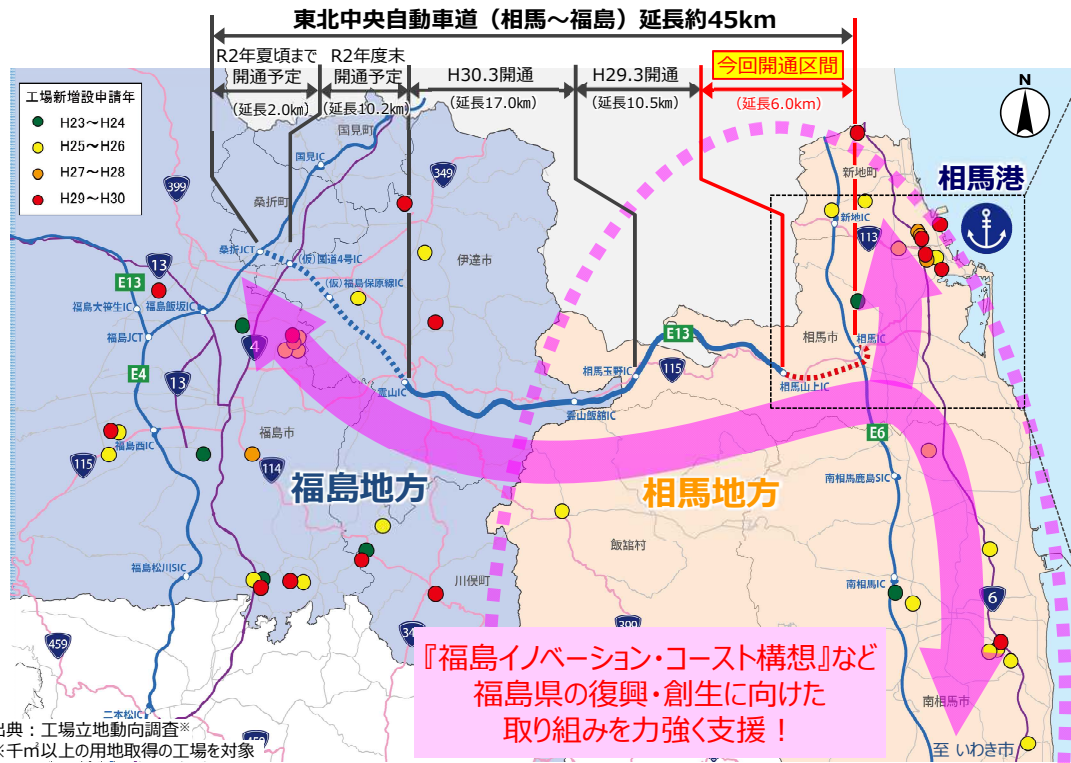 東北中央自動車道（相馬～福島）延長約45km
R2年夏頃まで
開通予定
(延長2.0km)
R2年度末
開通予定
(延長10.2km)
H30.3開通
(延長17.0km)
H29.3開通
(延長10.5km)
今回開通区間
(延長6.0km)
工場新増設申請年
H23～H24
H25～H26
H27～H28
H29～H30
N
国見町
国見IC
399
349
桑折町
新地町
相馬港
新地IC
113
桑折JCT
(仮)国道4号IC
伊達市
13
E13
(仮)福島保原線IC
福島大笹生IC
福島飯坂IC
福島JCT
4
E13
相馬市
相馬IC
E4
13
115
相馬玉野IC
相馬山上IC
霊山IC
霊山飯舘IC
福島市
福島西IC
E6
115
114
福島地方
相馬地方
南相馬鹿島SIC
飯舘村
福島松川SIC
川俣町
南相馬IC
6
459
399
『福島イノベーション・コースト構想』など
福島県の復興・創生に向けた
取り組みを力強く支援！
南相馬市
二本松IC
至 いわき市
出典：工場立地動向調査※
※千㎡以上の用地取得の工場を対象